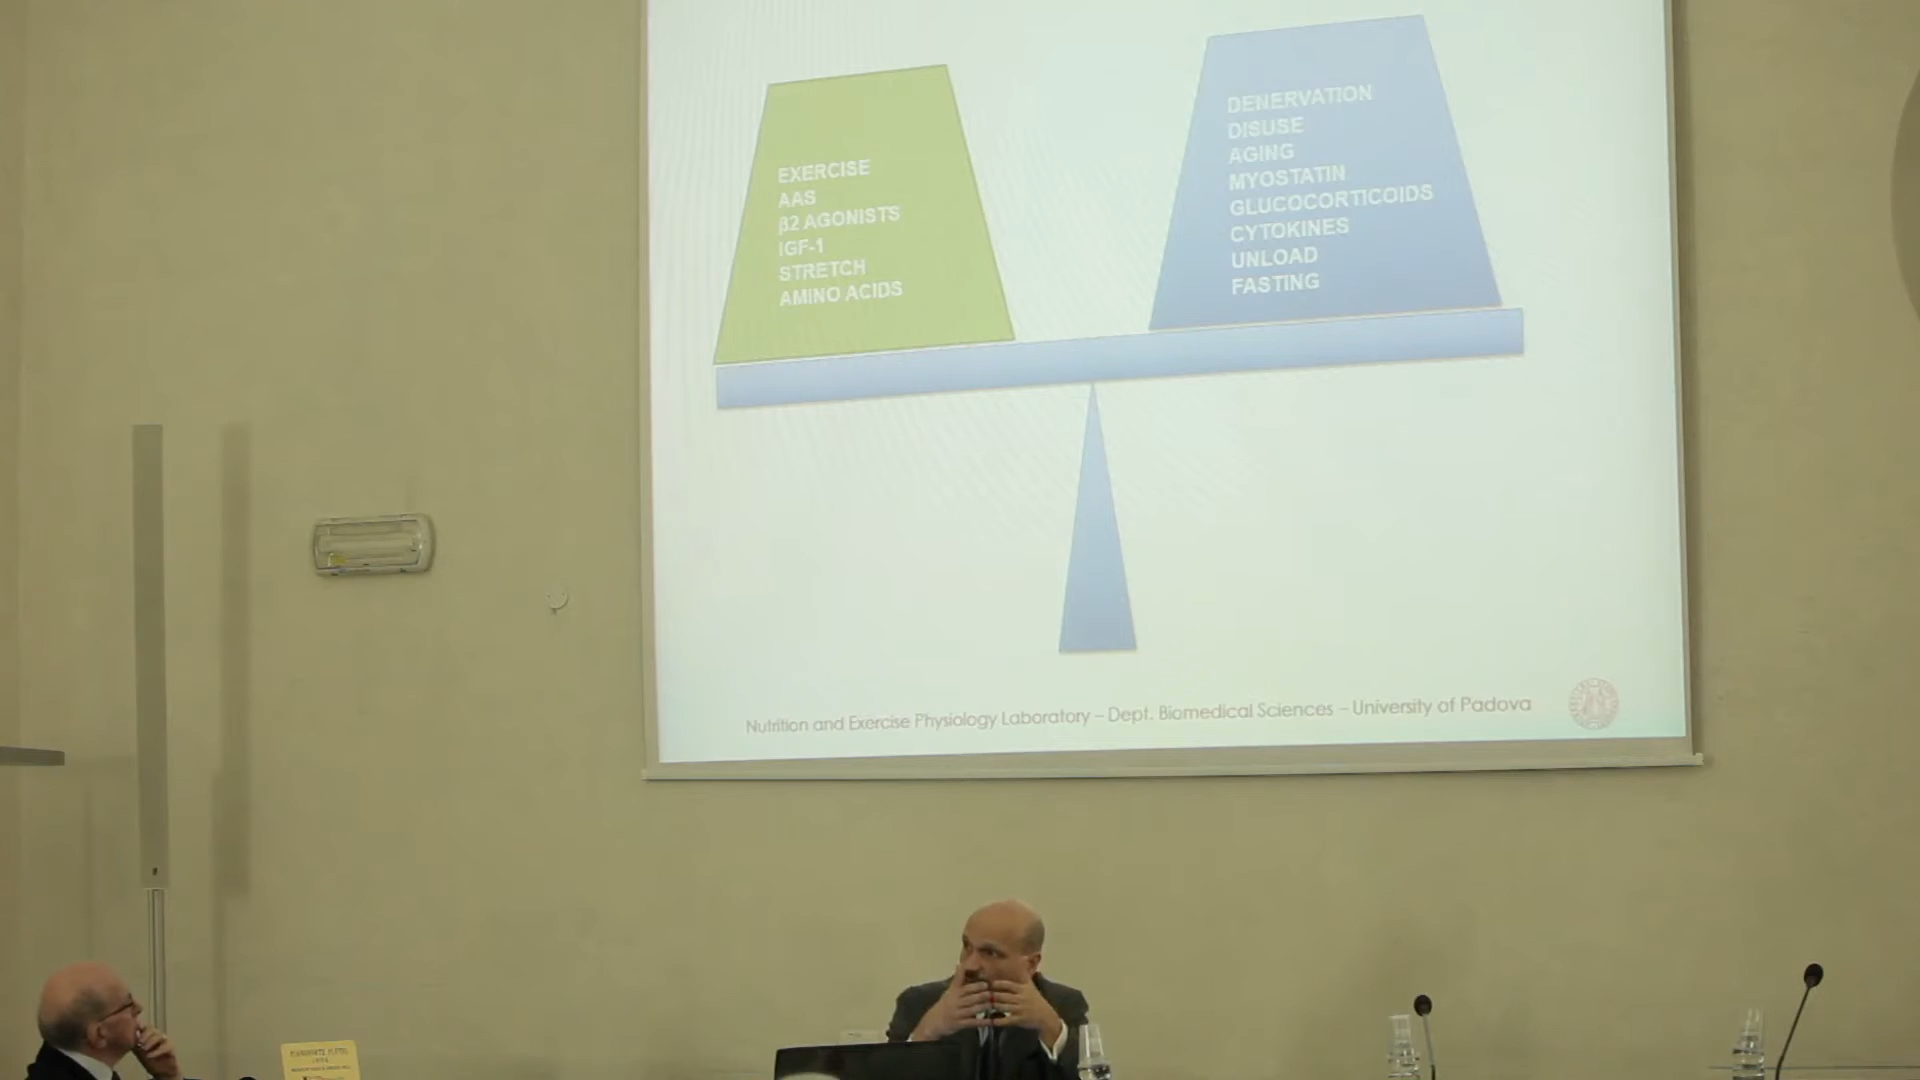 EXERCISE
AAS
β2 AGONISTS
IGF-1
STRETCH
AMINO ACIDS
DENERVATION
DISUSE
AGING
MYOSTATIN
GLUCOCORTICOIDS
CYTOKINES
UNLOAD
FASTING
Nutrition and Exercise Physiology Laboratory – Dept. Biomedical Sciences – University of Padova